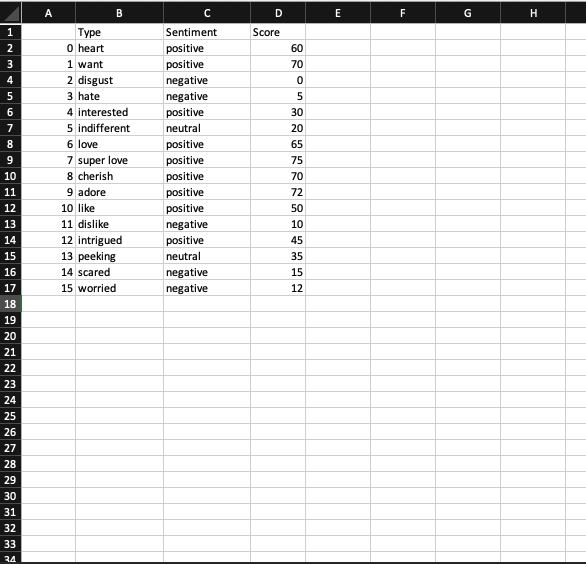 A B C D E F G H
1 Type Sentiment Score
2 0 heart positive 60
3 1 want positive 70
4 2 disgust negative 0
5 3 hate negative 5
6 4 interested positive 30
7 5 indifferent neutral 20
8 6 love positive 65
9 7 super love positive 75
10 8 cherish positive 70
11 9 adore positive 72
12 10 like positive 50
13 11 dislike negative 10
14 12 intrigued positive 45
15 13 peeking neutral 35
16 14 scared negative 15
17 15 worried negative 12
18
19
20
21
22
23
24
25
26
27
28
29
30
31
32
33
34